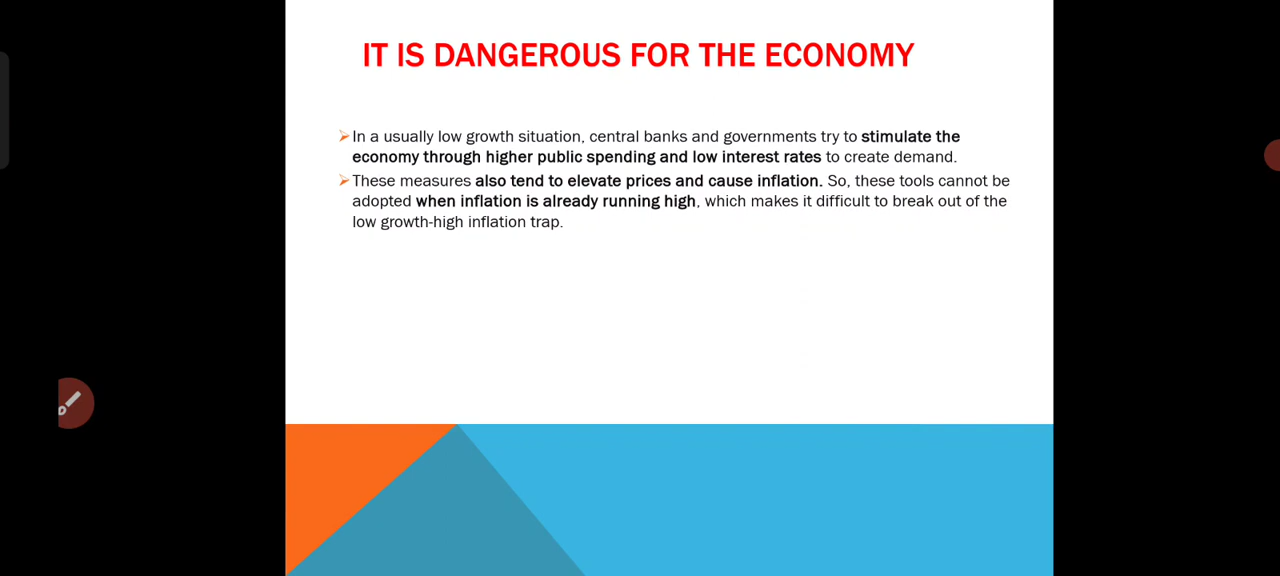 IT IS DANGEROUS FOR THE ECONOMY
In a usually low growth situation, central banks and governments try to stimulate the
economy through higher public spending and low interest rates to create demand.
These measures also tend to elevate prices and cause inflation. So, these tools cannot be
adopted when inflation is already running high, which makes it difficult to break out of the
low growth-high inflation trap.